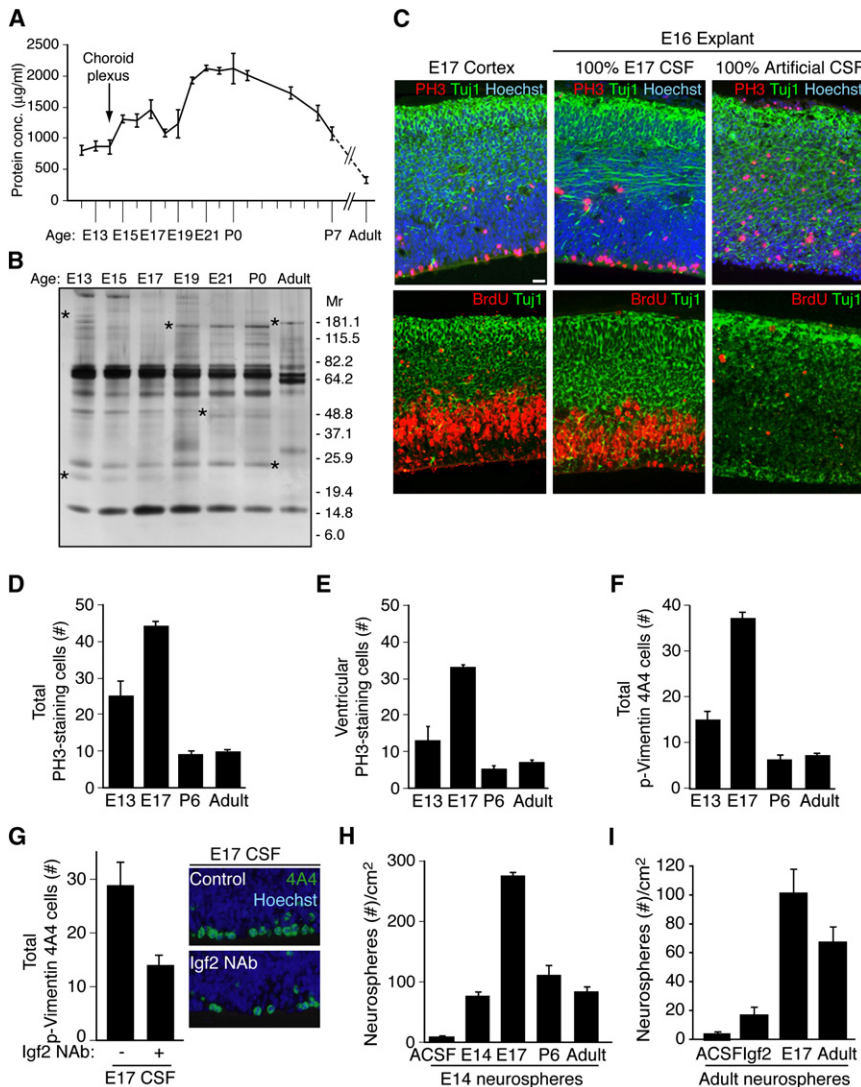 A
Protein conc. (µg/ml)
2500
2000
1500
1000
500
0
Choroid
plexus
Age: E13 E15 E17 E19 E21 P0 P7 Adult
B
Age: E13 E15 E17 E19 E21 P0 Adult
Mr
- 181.1
- 115.5
- 82.2
- 64.2
- 48.8
- 37.1
- 25.9
- 19.4
- 14.8
- 6.0
* * * * * *
C
E16 Explant
E17 Cortex 100% E17 CSF 100% Artificial CSF
PH3 Tuj1 Hoechst PH3 Tuj1 Hoechst PH3 Tuj1 Hoechst
BrdU Tuj1 BrdU Tuj1 BrdU Tuj1
D
Total
PH3-staining cells (#)
50
40
30
20
10
0
E13 E17 P6 Adult
E
Ventricular
PH3-staining cells (#)
50
40
30
20
10
0
E13 E17 P6 Adult
F
Total
p-Vimentin 4A4 cells (#)
40
30
20
10
0
E13 E17 P6 Adult
G
Total
p-Vimentin 4A4 cells (#)
30
20
10
0
Igf2 NAb: - +
E17 CSF
E17 CSF
Control 4A4
Hoechst
Igf2 NAb
H
Neurospheres (#)/cm2
300
200
100
0
ACSF E14 E17 P6 Adult
E14 neurospheres
I
Neurospheres (#)/cm2
120
100
80
60
40
20
0
ACSF Igf2 E17 Adult
Adult neurospheres